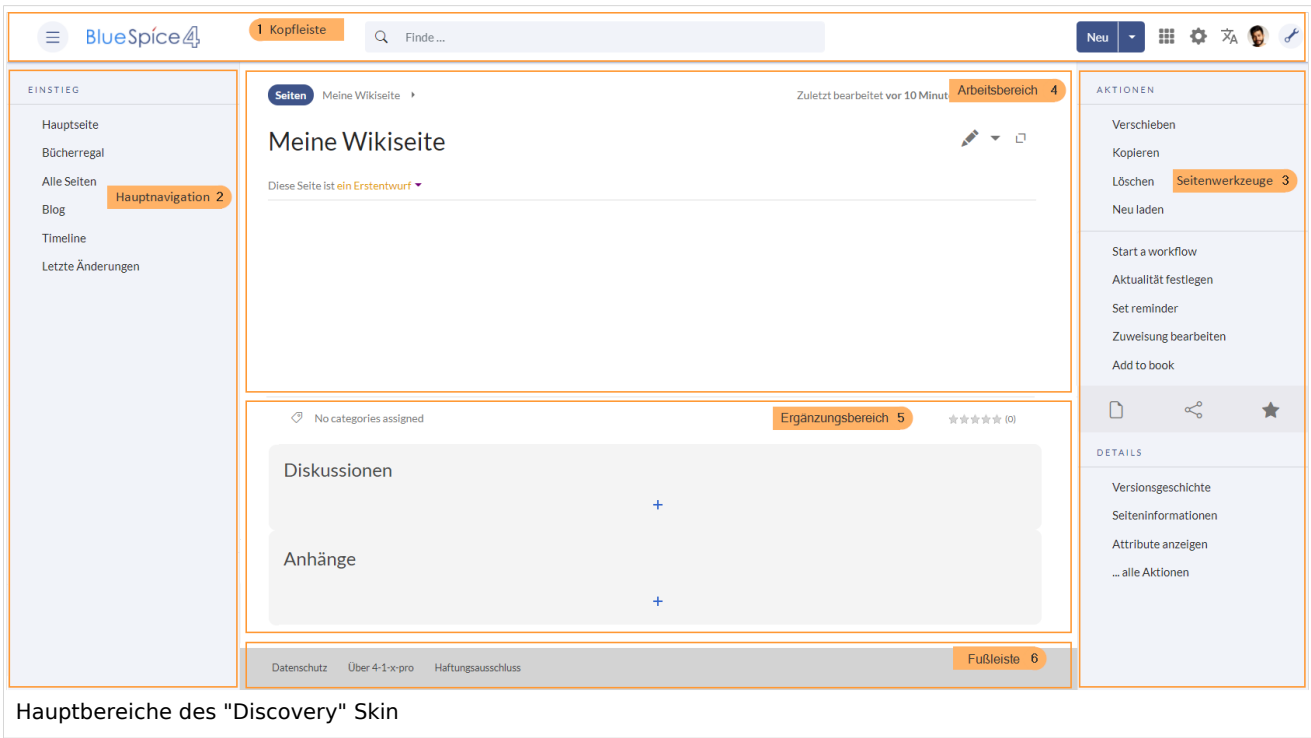 BlueSpice 4
1 Kopfleiste
Finde ...
Neu
EINSTIEG
Hauptseite
Bücherregal
Alle Seiten
Hauptnavigation 2
Blog
Timeline
Letzte Änderungen
Seiten Meine Wikiseite
Zuletzt bearbeitet vor 10 Minut
Arbeitsbereich 4
Meine Wikiseite
Diese Seite ist ein Erstentwurf
No categories assigned
Ergänzungsbereich 5
(0)
Diskussionen
+
Anhänge
+
Datenschutz Über 4-1-x-pro Haftungsausschluss
Fußleiste 6
AKTIONEN
Verschieben
Kopieren
Löschen
Seitenwerkzeuge 3
Neu laden
Start a workflow
Aktualität festlegen
Set reminder
Zuweisung bearbeiten
Add to book
DETAILS
Versionsgeschichte
Seiteninformationen
Attribute anzeigen
... alle Aktionen
Hauptbereiche des "Discovery" Skin